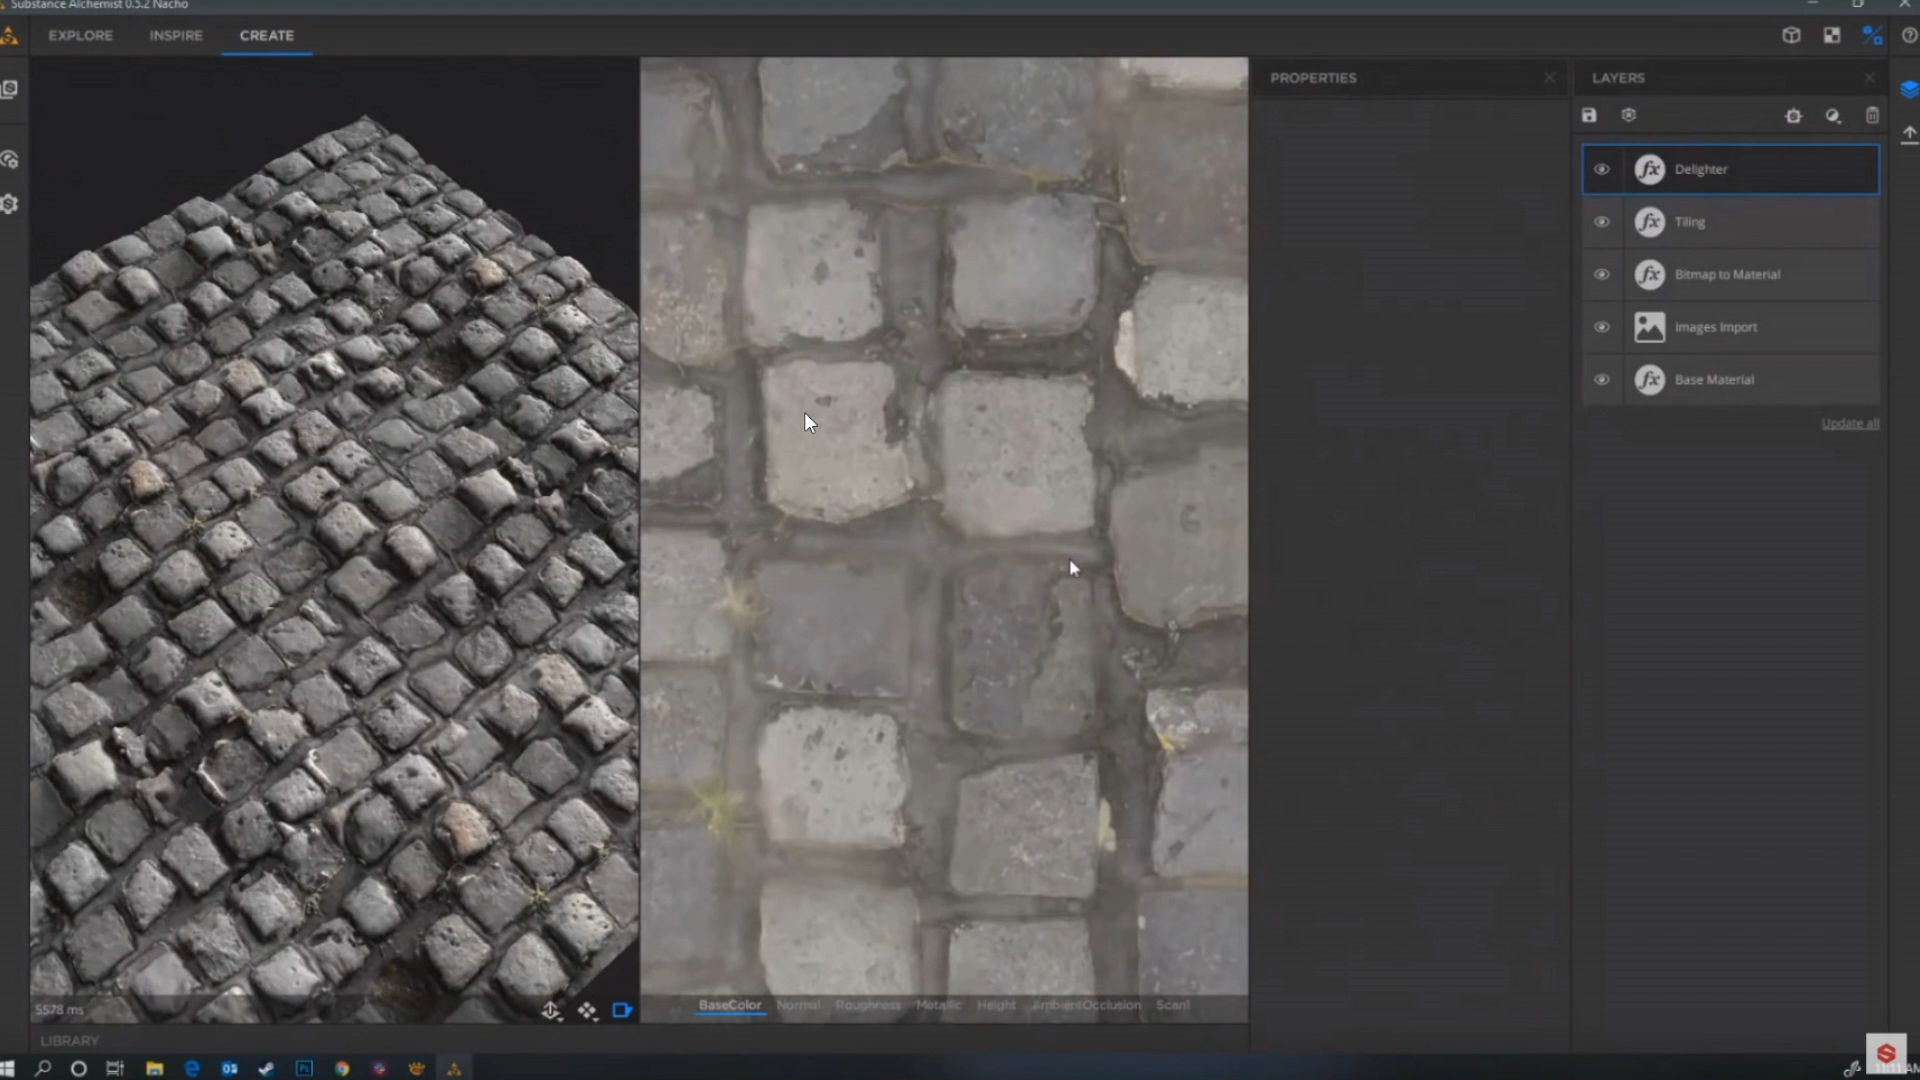 Substance Alchemist 0.5.2 Nacho
EXPLORE INSPIRE CREATE
PROPERTIES
LAYERS
Delighter
Tiling
Bitmap to Material
Images Import
Base Material
Update all
5578 ms
BaseColor Normal Roughness Metallic Height AmbientOcclusion Scan1
LIBRARY